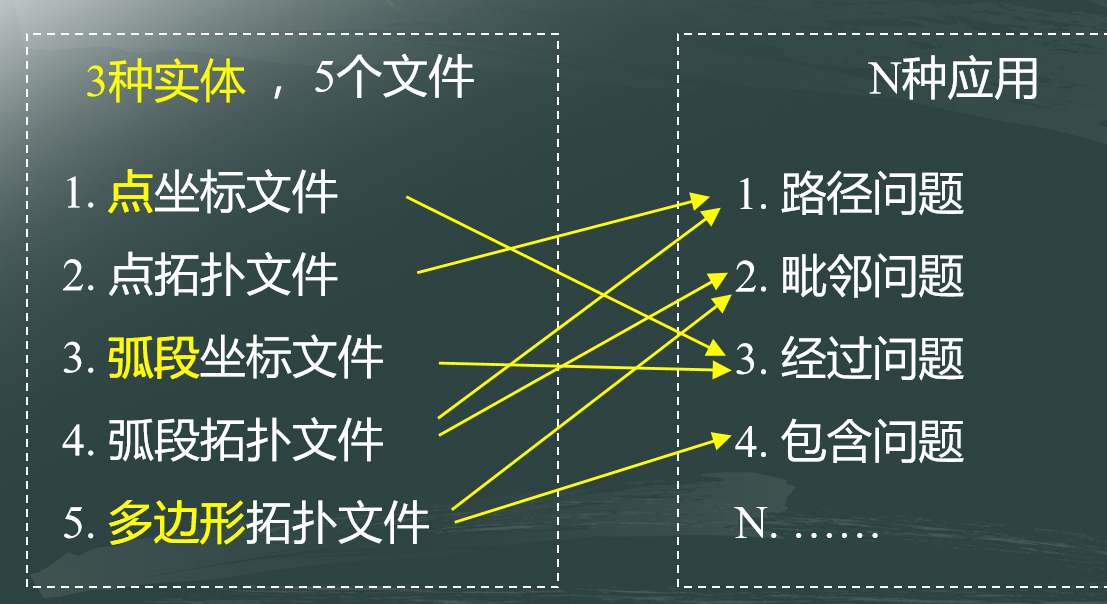 3种实体 ，5个文件
1. 点坐标文件
2. 点拓扑文件
3. 弧段坐标文件
4. 弧段拓扑文件
5. 多边形拓扑文件
N种应用
1. 路径问题
2. 毗邻问题
3. 经过问题
4. 包含问题
N. ……